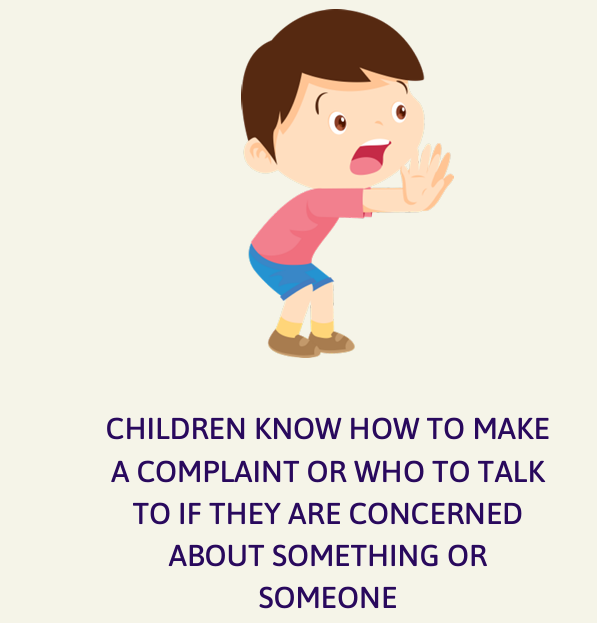 CHILDREN KNOW HOW TO MAKE
A COMPLAINT OR WHO TO TALK
TO IF THEY ARE CONCERNED
ABOUT SOMETHING OR
SOMEONE